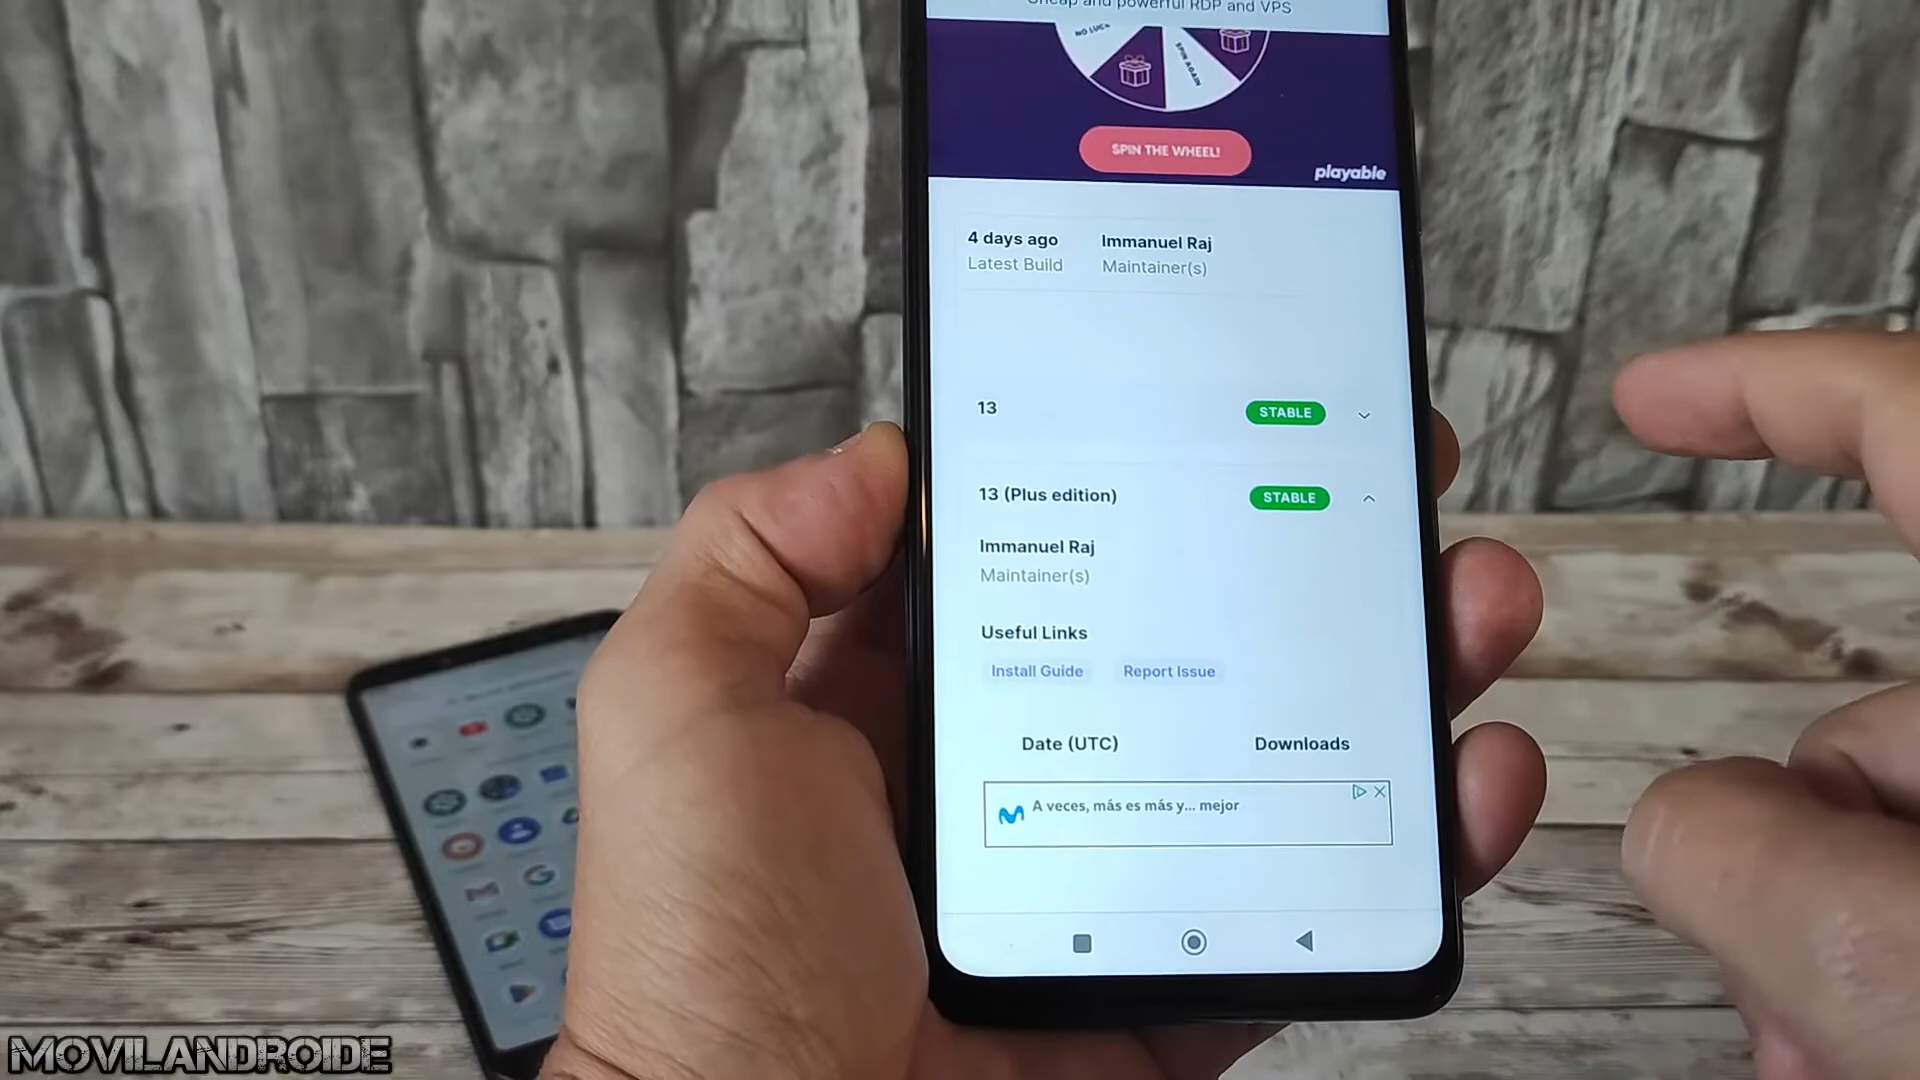 Cheap and powerful RDP and VPS
NO LUCK
SPIN AGAIN
SPIN THE WHEEL!
playable
4 days ago
Latest Build
Immanuel Raj
Maintainer(s)
13
STABLE
13 (Plus edition)
STABLE
Immanuel Raj
Maintainer(s)
Useful Links
Install Guide
Report Issue
Date (UTC)
Downloads
A veces, más es más y... mejor
MOVILANDROIDE